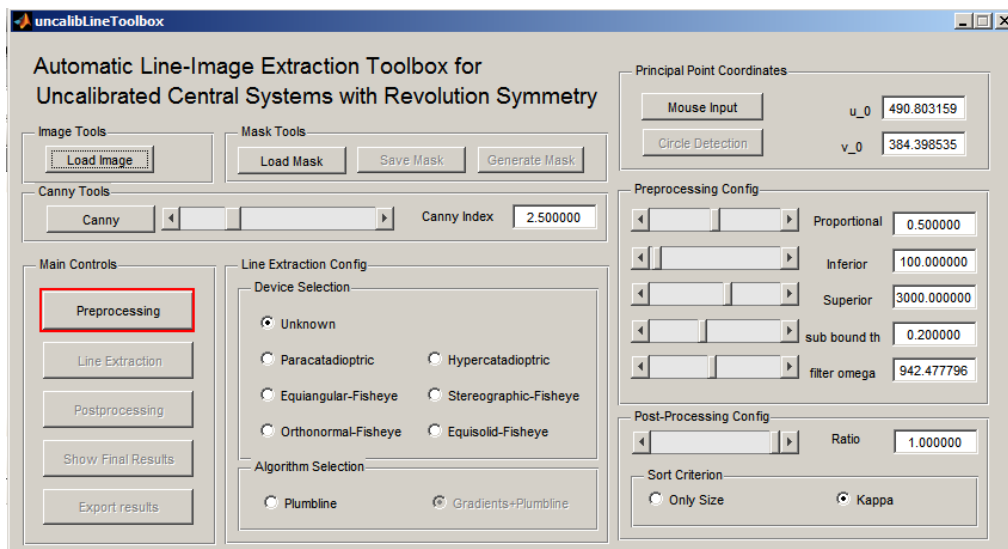 uncalibLineToolbox
Automatic Line-Image Extraction Toolbox for
Uncalibrated Central Systems with Revolution Symmetry
Image Tools
Load Image
Mask Tools
Load Mask
Save Mask
Generate Mask
Canny Tools
Canny
Canny Index
2.500000
Main Controls
Preprocessing
Line Extraction
Postprocessing
Show Final Results
Export results
Line Extraction Config
Device Selection
Unknown
Paracatadioptric
Hypercatadioptric
Equiangular-Fisheye
Stereographic-Fisheye
Orthonormal-Fisheye
Equisolid-Fisheye
Algorithm Selection
Plumbline
Gradients+Plumbline
Principal Point Coordinates
Mouse Input
u_0
490.803159
Circle Detection
v_0
384.398535
Preprocessing Config
Proportional
0.500000
Inferior
100.000000
Superior
3000.000000
sub bound th
0.200000
filter omega
942.477796
Post-Processing Config
Ratio
1.000000
Sort Criterion
Only Size
Kappa